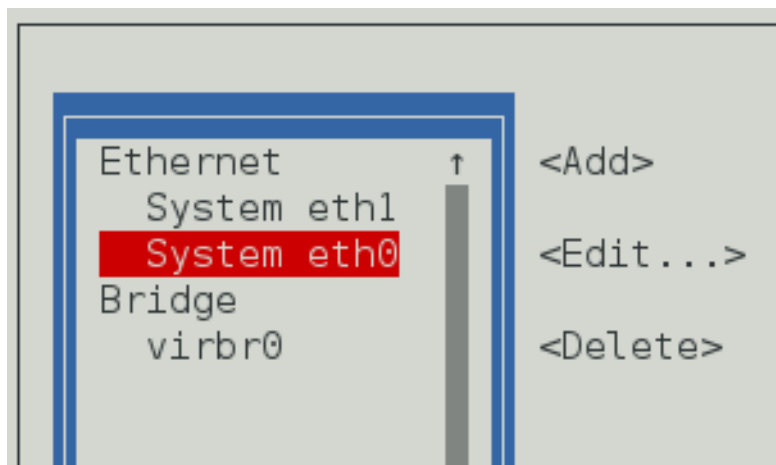 Ethernet ↑ <Add>
System eth1
System eth0 <Edit...>
Bridge
virbr0 <Delete>